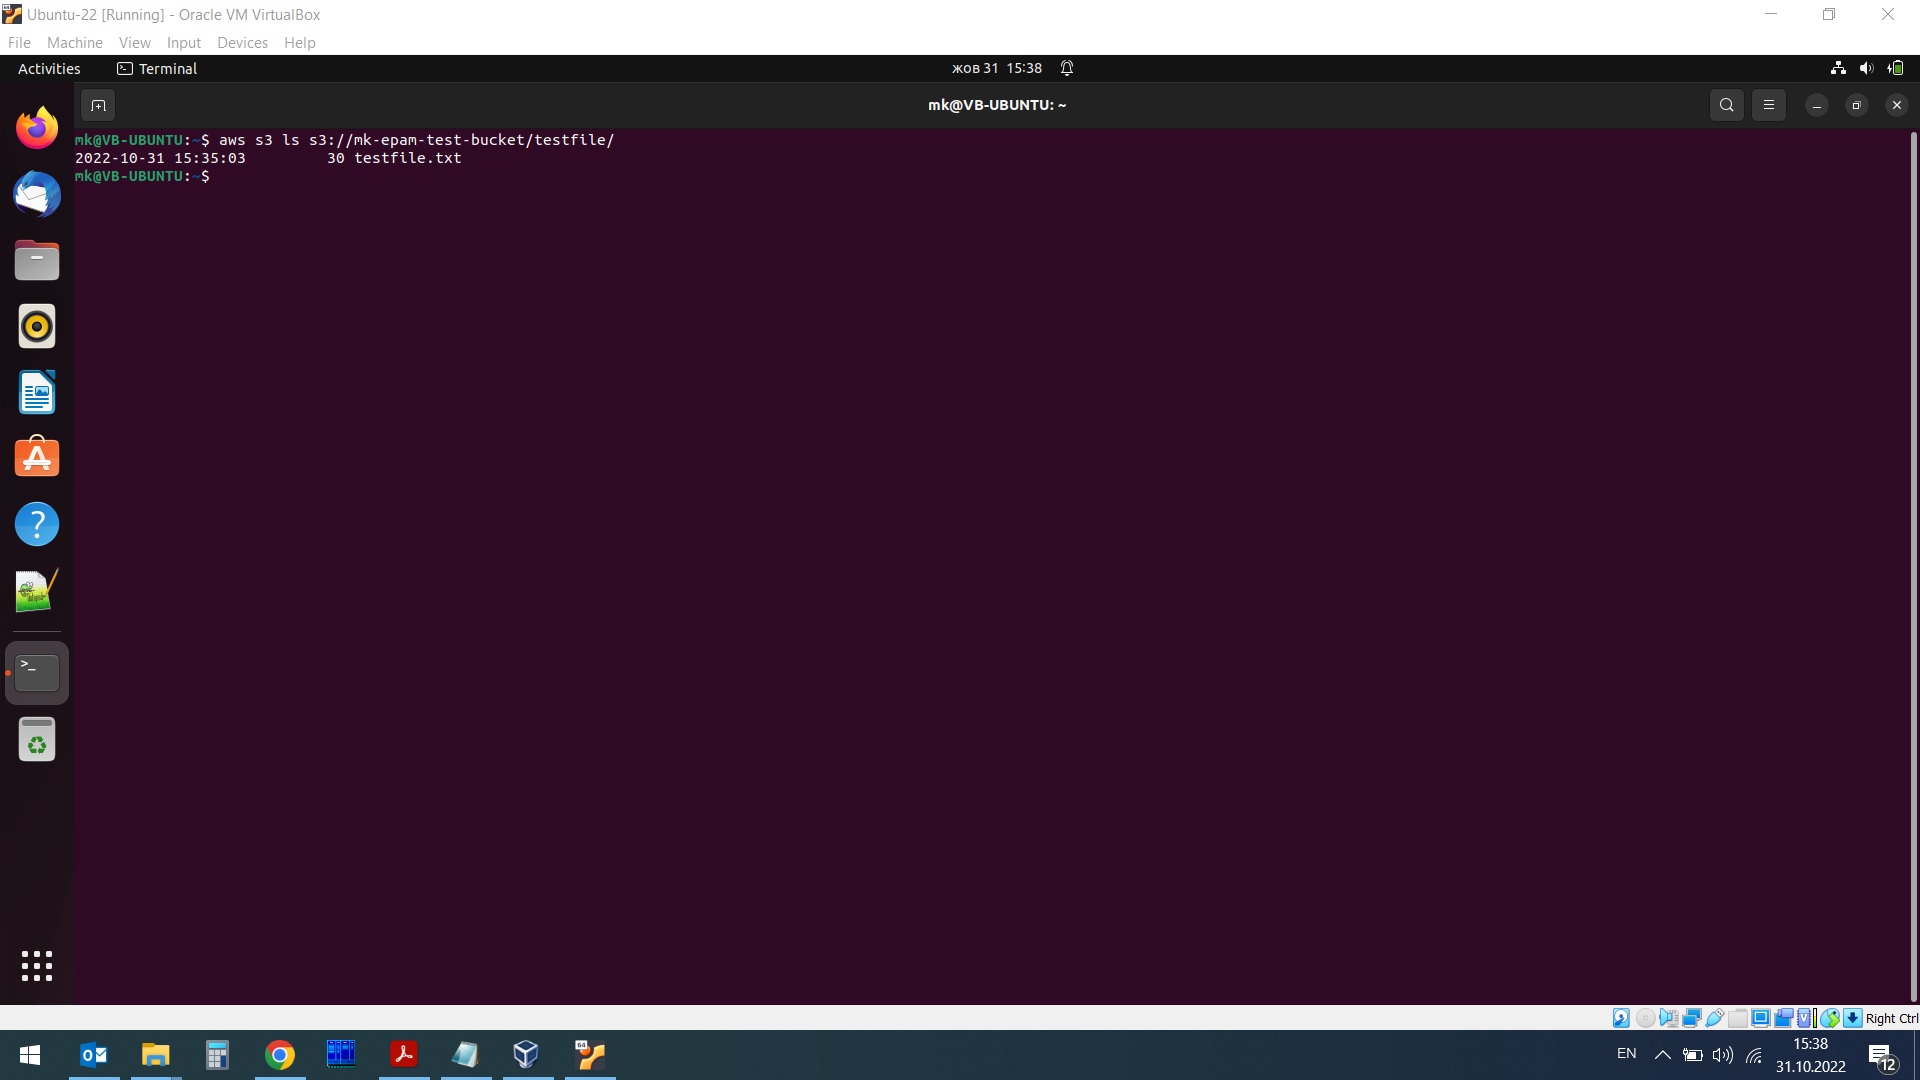 Ubuntu-22 [Running] - Oracle VM VirtualBox
File Machine View Input Devices Help
Activities Terminal жов 31 15:38
mk@VB-UBUNTU: ~
mk@VB-UBUNTU:~$ aws s3 ls s3://mk-epam-test-bucket/testfile/
2022-10-31 15:35:03         30 testfile.txt
mk@VB-UBUNTU:~$
Right Ctrl
EN 15:38
31.10.2022
12